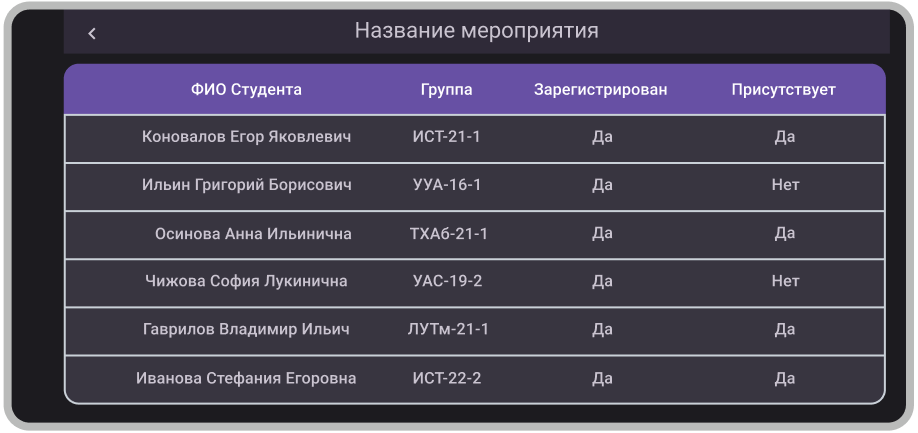 Название мероприятия
ФИО Студента Группа Зарегистрирован Присутствует
Коновалов Егор Яковлевич ИСТ-21-1 Да Да
Ильин Григорий Борисович УУА-16-1 Да Нет
Осинова Анна Ильинична ТХАб-21-1 Да Да
Чижова София Лукинична УАС-19-2 Да Нет
Гаврилов Владимир Ильич ЛУТм-21-1 Да Да
Иванова Стефания Егоровна ИСТ-22-2 Да Да